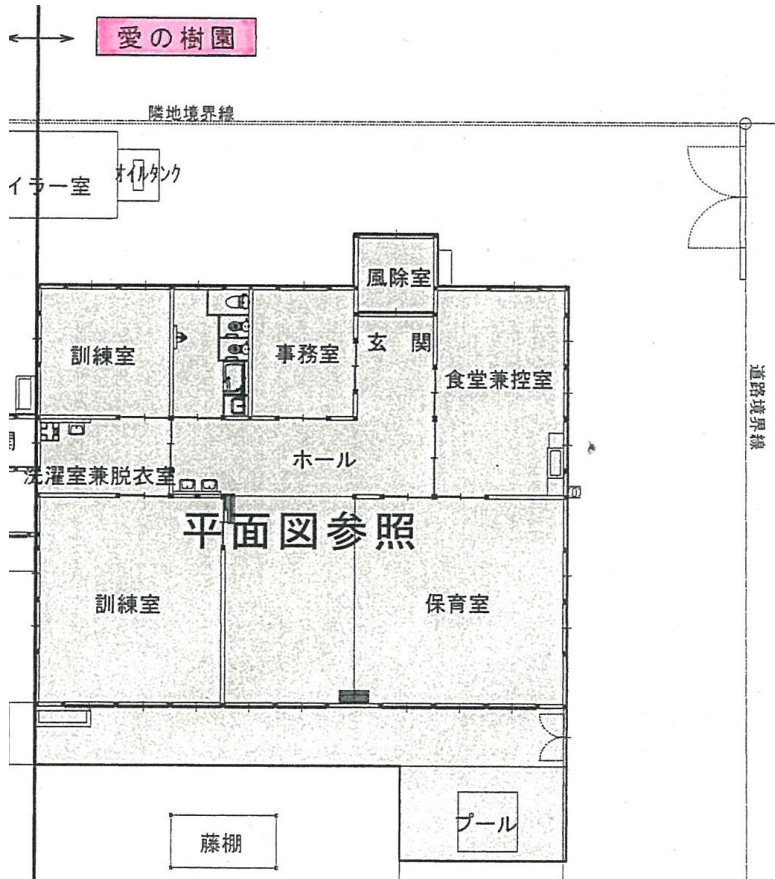 愛の樹園
隣地境界線
イラー室
オイルタンク
風除室
訓練室
事務室
玄関
食堂兼控室
道路境界線
ホール
洗濯室兼脱衣室
平面図参照
訓練室
保育室
プール
藤棚